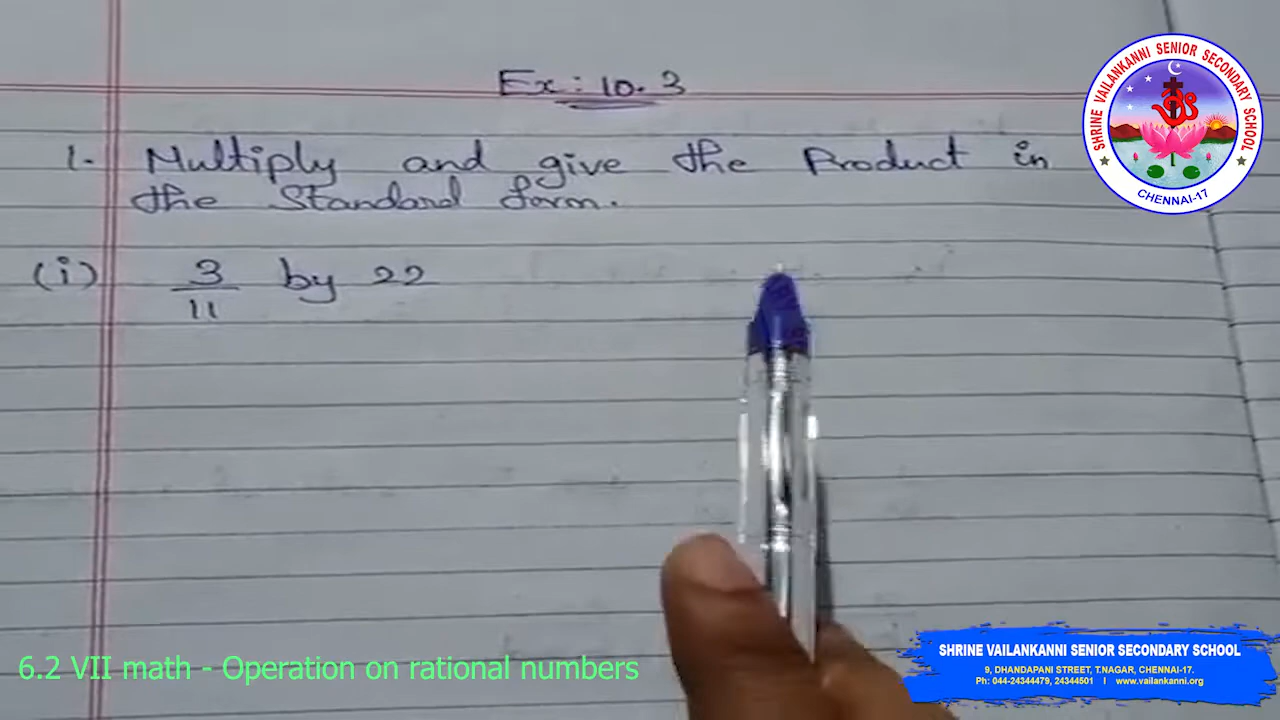 Ex: 10.3
1. Multiply and give the Product in
the Standard form.
(i) 3/11 by 22
SHRINE VAILANKANNI SENIOR SECONDARY SCHOOL
CHENNAI-17
6.2 VII math - Operation on rational numbers
SHRINE VAILANKANNI SENIOR SECONDARY SCHOOL
9, DHANDAPANI STREET, T.NAGAR, CHENNAI-17.
Ph: 044-24344479, 24344501 I www.vailankanni.org